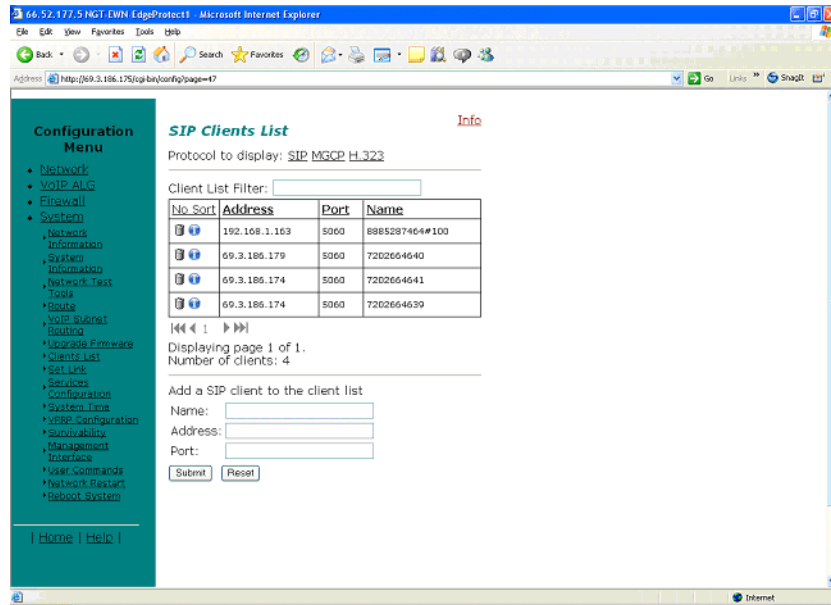 66.52.177.5 NGT-EWN-EdgeProtect1 - Microsoft Internet Explorer
File Edit View Favorites Tools Help
Back Search Favorites
Address http://69.3.186.175/cgi-bin/config?page=47 Go Links SnagIt
Configuration
Menu
Network
VoIP ALG
Firewall
System
Network
Information
System
Information
Network Test
Tools
Route
VoIP Subnet
Routing
Upgrade Firmware
Clients List
Set Link
Services
Configuration
System Time
VRRP Configuration
Survivability
Management
Interface
User Commands
Network Restart
Reboot System
| Home | Help |
Info
SIP Clients List
Protocol to display: SIP MGCP H.323
Client List Filter:
No Sort Address Port Name
192.168.1.163 5060 8885287464#100
69.3.186.179 5060 7202664640
69.3.186.174 5060 7202664641
69.3.186.174 5060 7202664639
1
Displaying page 1 of 1.
Number of clients: 4
Add a SIP client to the client list
Name:
Address:
Port:
Submit Reset
Internet